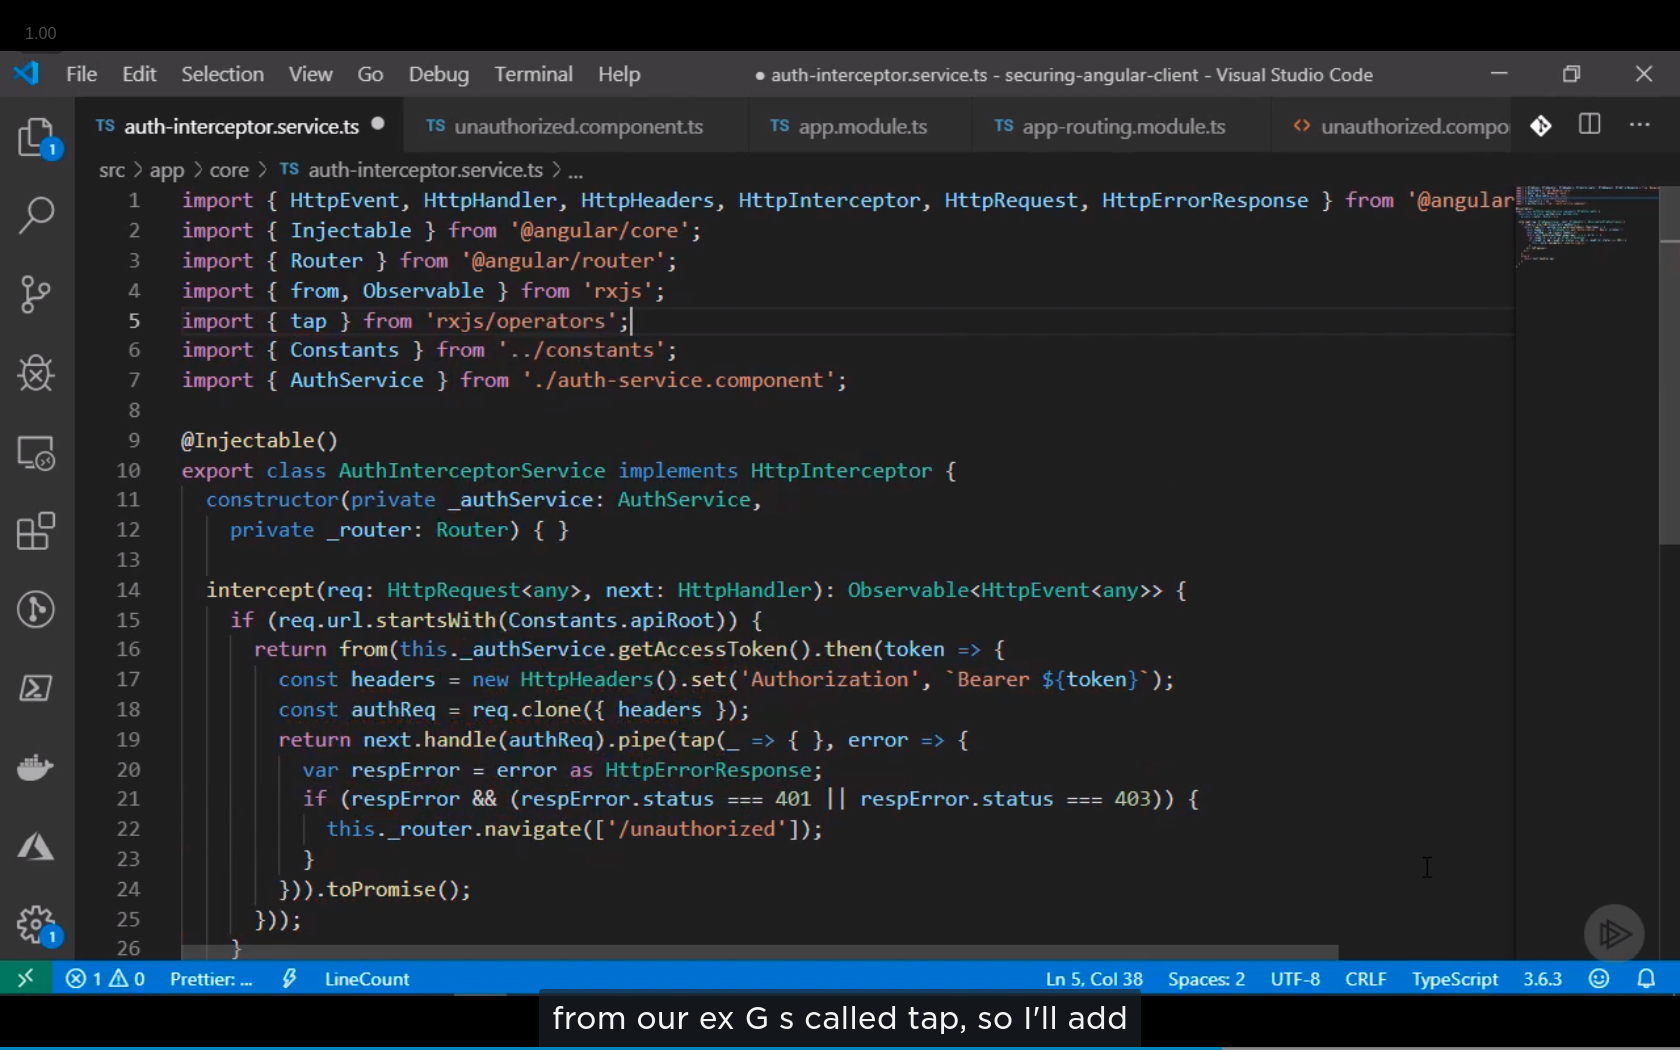 1.00
File Edit Selection View Go Debug Terminal Help ● auth-interceptor.service.ts - securing-angular-client - Visual Studio Code
TS auth-interceptor.service.ts ● TS unauthorized.component.ts TS app.module.ts TS app-routing.module.ts <> unauthorized.compo ...
src > app > core > TS auth-interceptor.service.ts > ...
1 import { HttpEvent, HttpHandler, HttpHeaders, HttpInterceptor, HttpRequest, HttpErrorResponse } from '@angular
2 import { Injectable } from '@angular/core';
3 import { Router } from '@angular/router';
4 import { from, Observable } from 'rxjs';
5 import { tap } from 'rxjs/operators';
6 import { Constants } from '../constants';
7 import { AuthService } from './auth-service.component';
8
9 @Injectable()
10 export class AuthInterceptorService implements HttpInterceptor {
11 constructor(private _authService: AuthService,
12 private _router: Router) { }
13
14 intercept(req: HttpRequest<any>, next: HttpHandler): Observable<HttpEvent<any>> {
15 if (req.url.startsWith(Constants.apiRoot)) {
16 return from(this._authService.getAccessToken().then(token => {
17 const headers = new HttpHeaders().set('Authorization', `Bearer ${token}`);
18 const authReq = req.clone({ headers });
19 return next.handle(authReq).pipe(tap(_ => { }, error => {
20 var respError = error as HttpErrorResponse;
21 if (respError && (respError.status === 401 || respError.status === 403)) {
22 this._router.navigate(['/unauthorized']);
23 }
24 })).toPromise();
25 }));
26 }
1
1
1 0 Prettier: ... LineCount Ln 5, Col 38 Spaces: 2 UTF-8 CRLF TypeScript 3.6.3
from our ex G s called tap, so I'll add